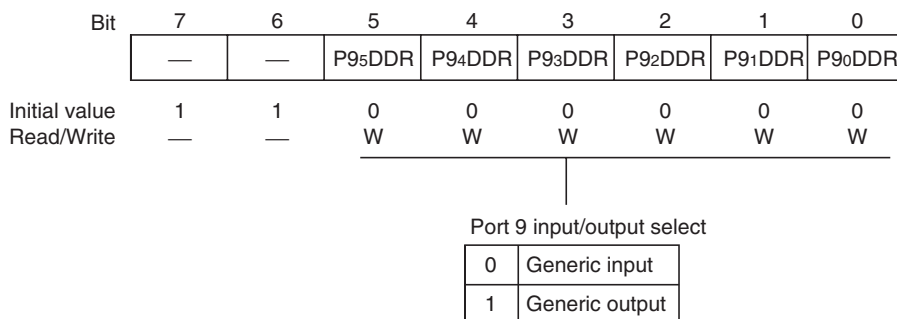 Bit 7 6 5 4 3 2 1 0
— — P95DDR P94DDR P93DDR P92DDR P91DDR P90DDR
Initial value 1 1 0 0 0 0 0 0
Read/Write — — W W W W W W
Port 9 input/output select
0 Generic input
1 Generic output